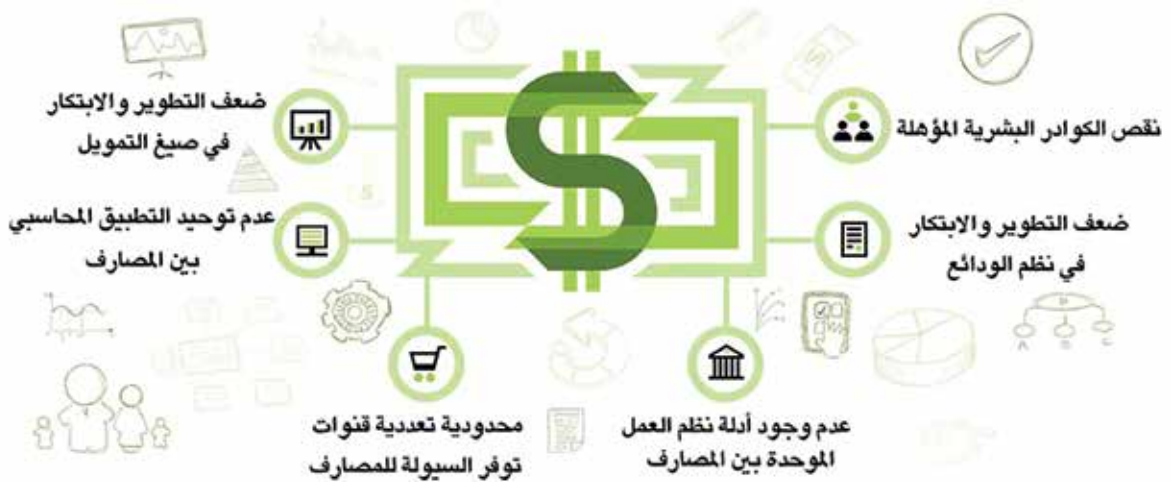 نقص الكوادر البشرية المؤهلة
ضعف التطوير والابتكار
في نظم الودائع
عدم وجود أدلة نظم العمل
الموحدة بين المصارف
محدودية تعددية قنوات
توفر السيولة للمصارف
عدم توحيد التطبيق المحاسبي
بين المصارف
ضعف التطوير والابتكار
في صيغ التمويل
A B C